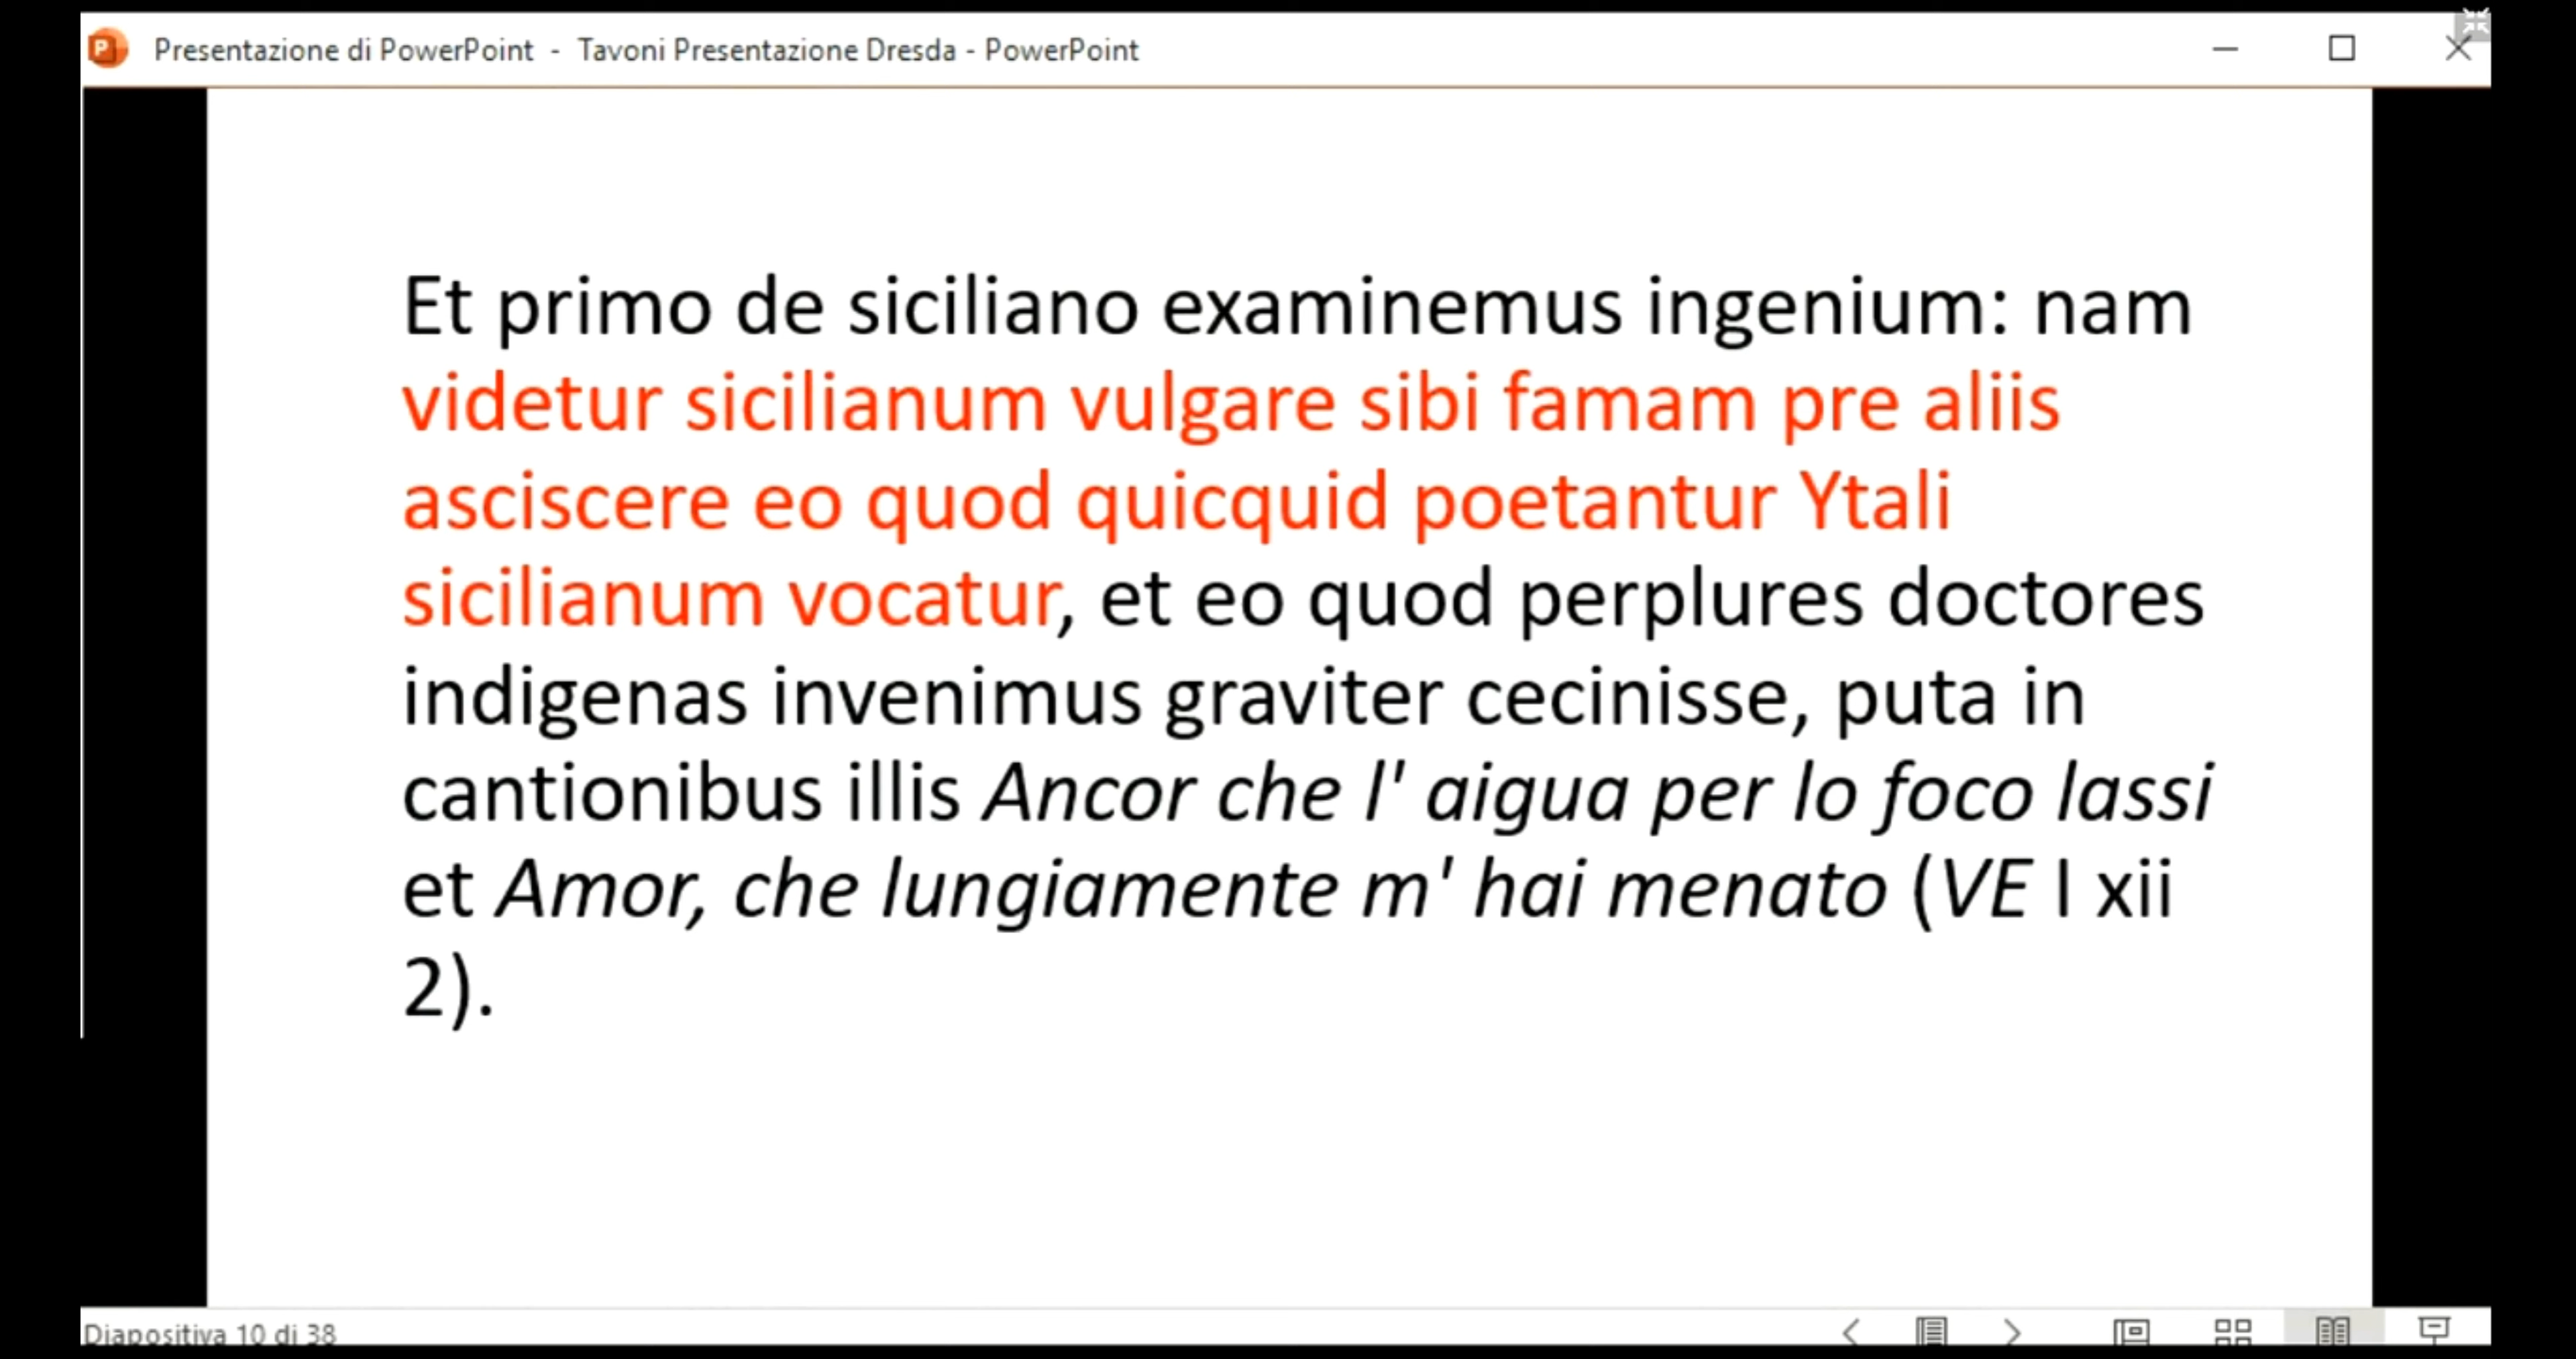 Presentazione di PowerPoint - Tavoni Presentazione Dresda - PowerPoint
Et primo de siciliano examinemus ingenium: nam
videtur sicilianum vulgare sibi famam pre aliis
asciscere eo quod quicquid poetantur Ytali
sicilianum vocatur, et eo quod perplures doctores
indigenas invenimus graviter cecinisse, puta in
cantionibus illis Ancor che l' aigua per lo foco lassi
et Amor, che lungiamente m' hai menato (VE I xii
2).
Diapositiva 10 di 38